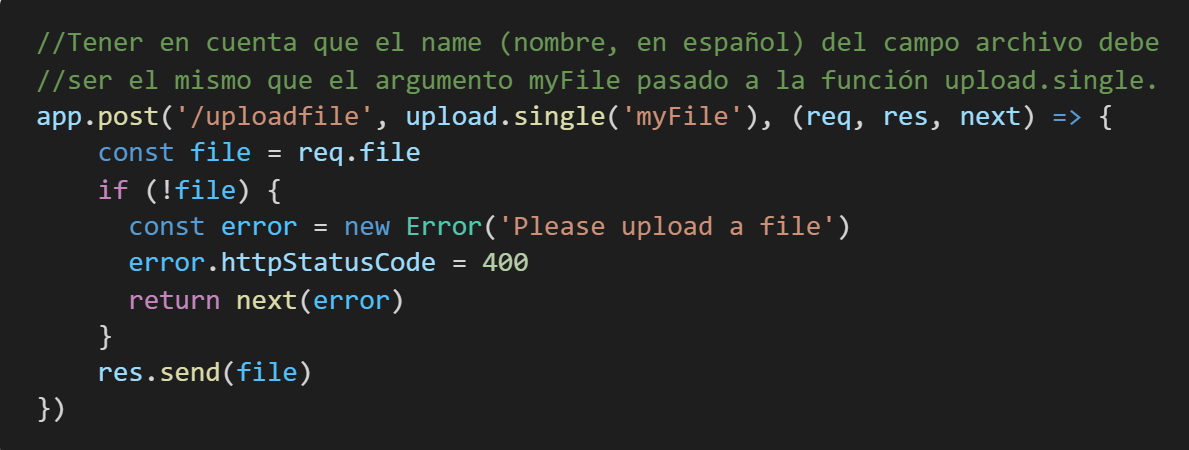 //Tener en cuenta que el name (nombre, en español) del campo archivo debe
//ser el mismo que el argumento myFile pasado a la función upload.single.
app.post('/uploadfile', upload.single('myFile'), (req, res, next) => {
    const file = req.file
    if (!file) {
      const error = new Error('Please upload a file')
      error.httpStatusCode = 400
      return next(error)
    }
    res.send(file)
})